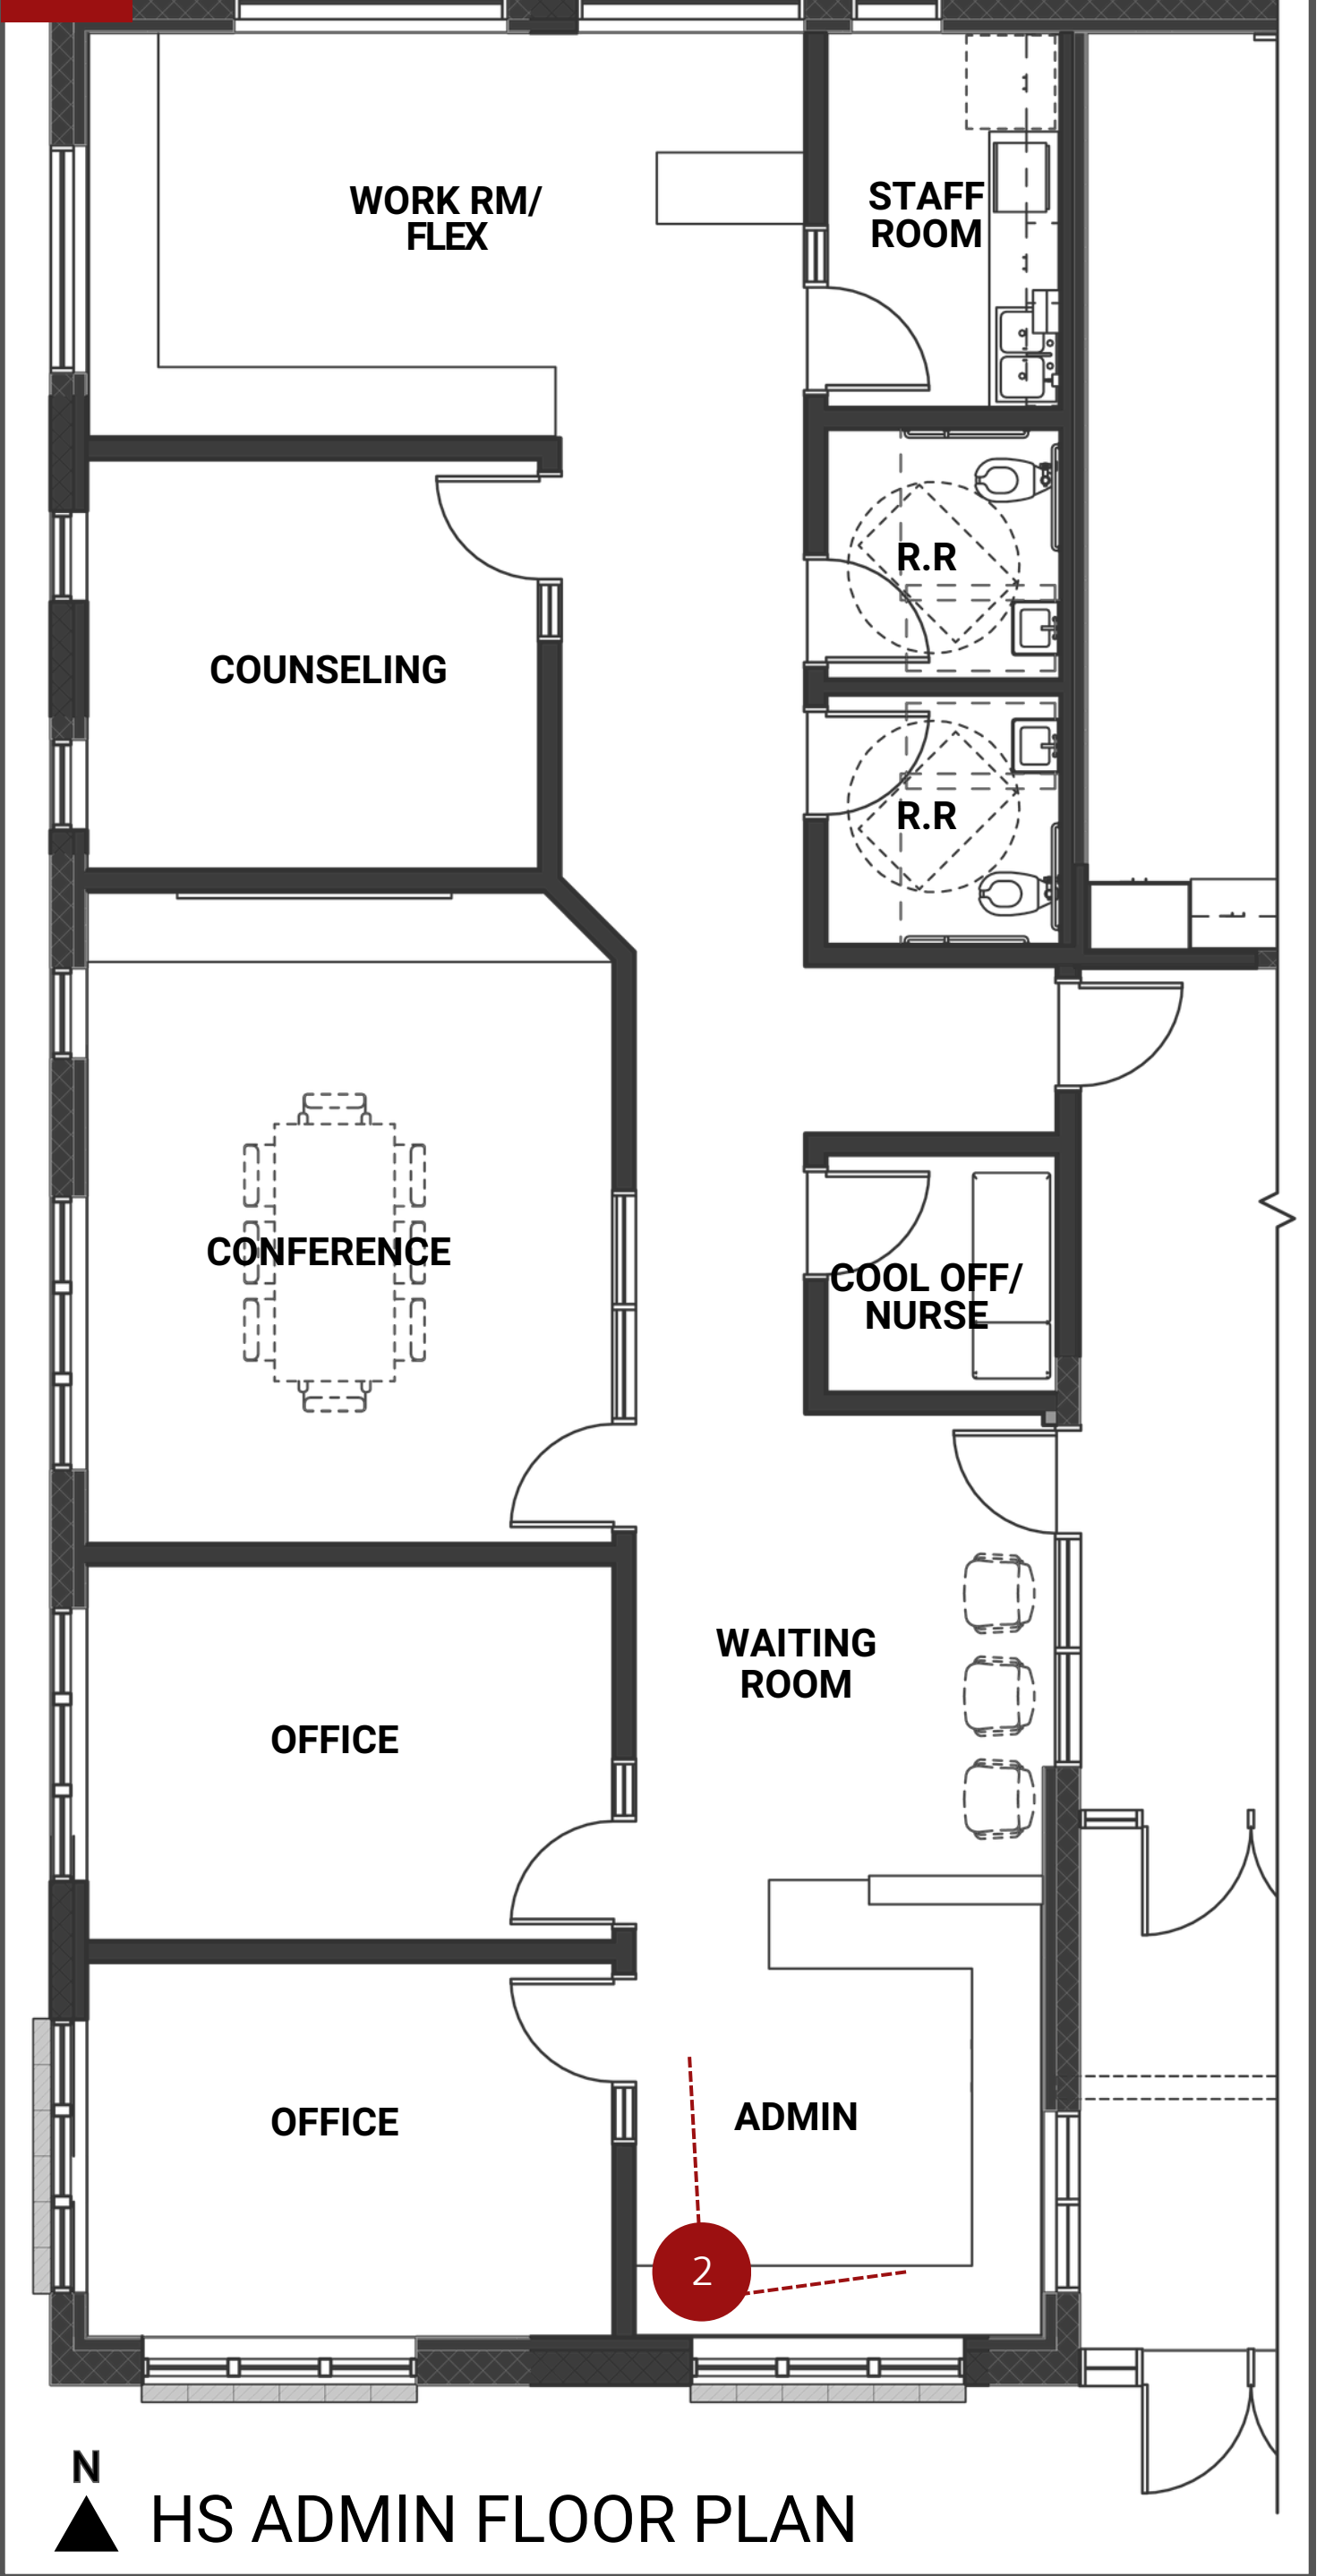 WORK RM/
FLEX
STAFF
ROOM
R.R
COUNSELING
R.R
CONFERENCE
COOL OFF/
NURSE
WAITING
ROOM
OFFICE
ADMIN
OFFICE
2
N
HS ADMIN FLOOR PLAN